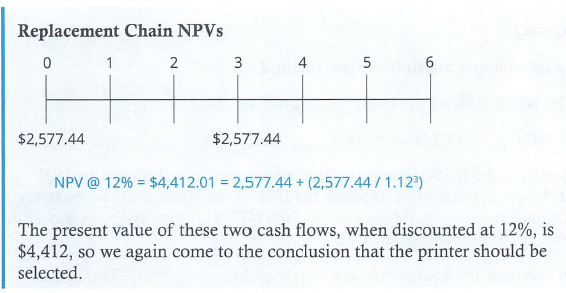 Replacement Chain NPVs
0 1 2 3 4 5 6
$2,577.44 $2,577.44
NPV @ 12% = $4,412.01 = 2,577.44 + (2,577.44 / 1.12³)
The present value of these two cash flows, when discounted at 12%, is
$4,412, so we again come to the conclusion that the printer should be
selected.